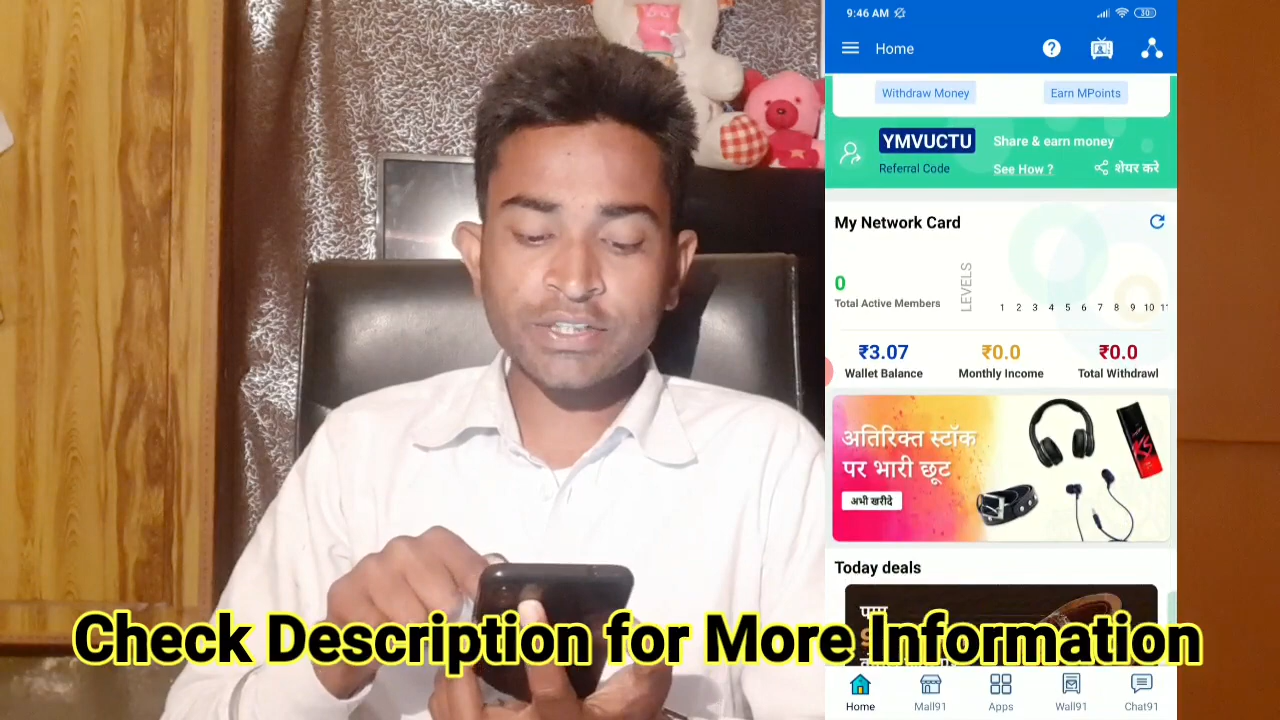 9:46 AM
30
Home
Withdraw Money
Earn MPoints
YMVUCTU
Share & earn money
Referral Code
See How ?
शेयर करे
My Network Card
0
Total Active Members
LEVELS
1 2 3 4 5 6 7 8 9 10
₹3.07
₹0.0
₹0.0
Wallet Balance
Monthly Income
Total Withdrawl
अतिरिक्त स्टॉक
पर भारी छूट
अभी खरीदे
KS
Today deals
Check Description for More Information
Home
Mall91
Apps
Wall91
Chat91